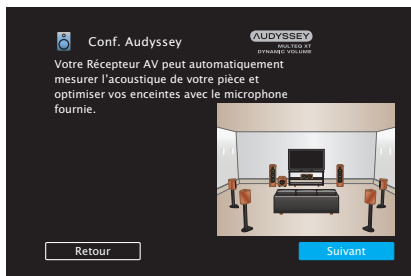 Conf. Audyssey
AUDYSSEY
MULTEQ XT
DYNAMIC VOLUME
Votre Récepteur AV peut automatiquement
mesurer l'acoustique de votre pièce et
optimiser vos enceintes avec le microphone
fournie.
Retour
Suivant